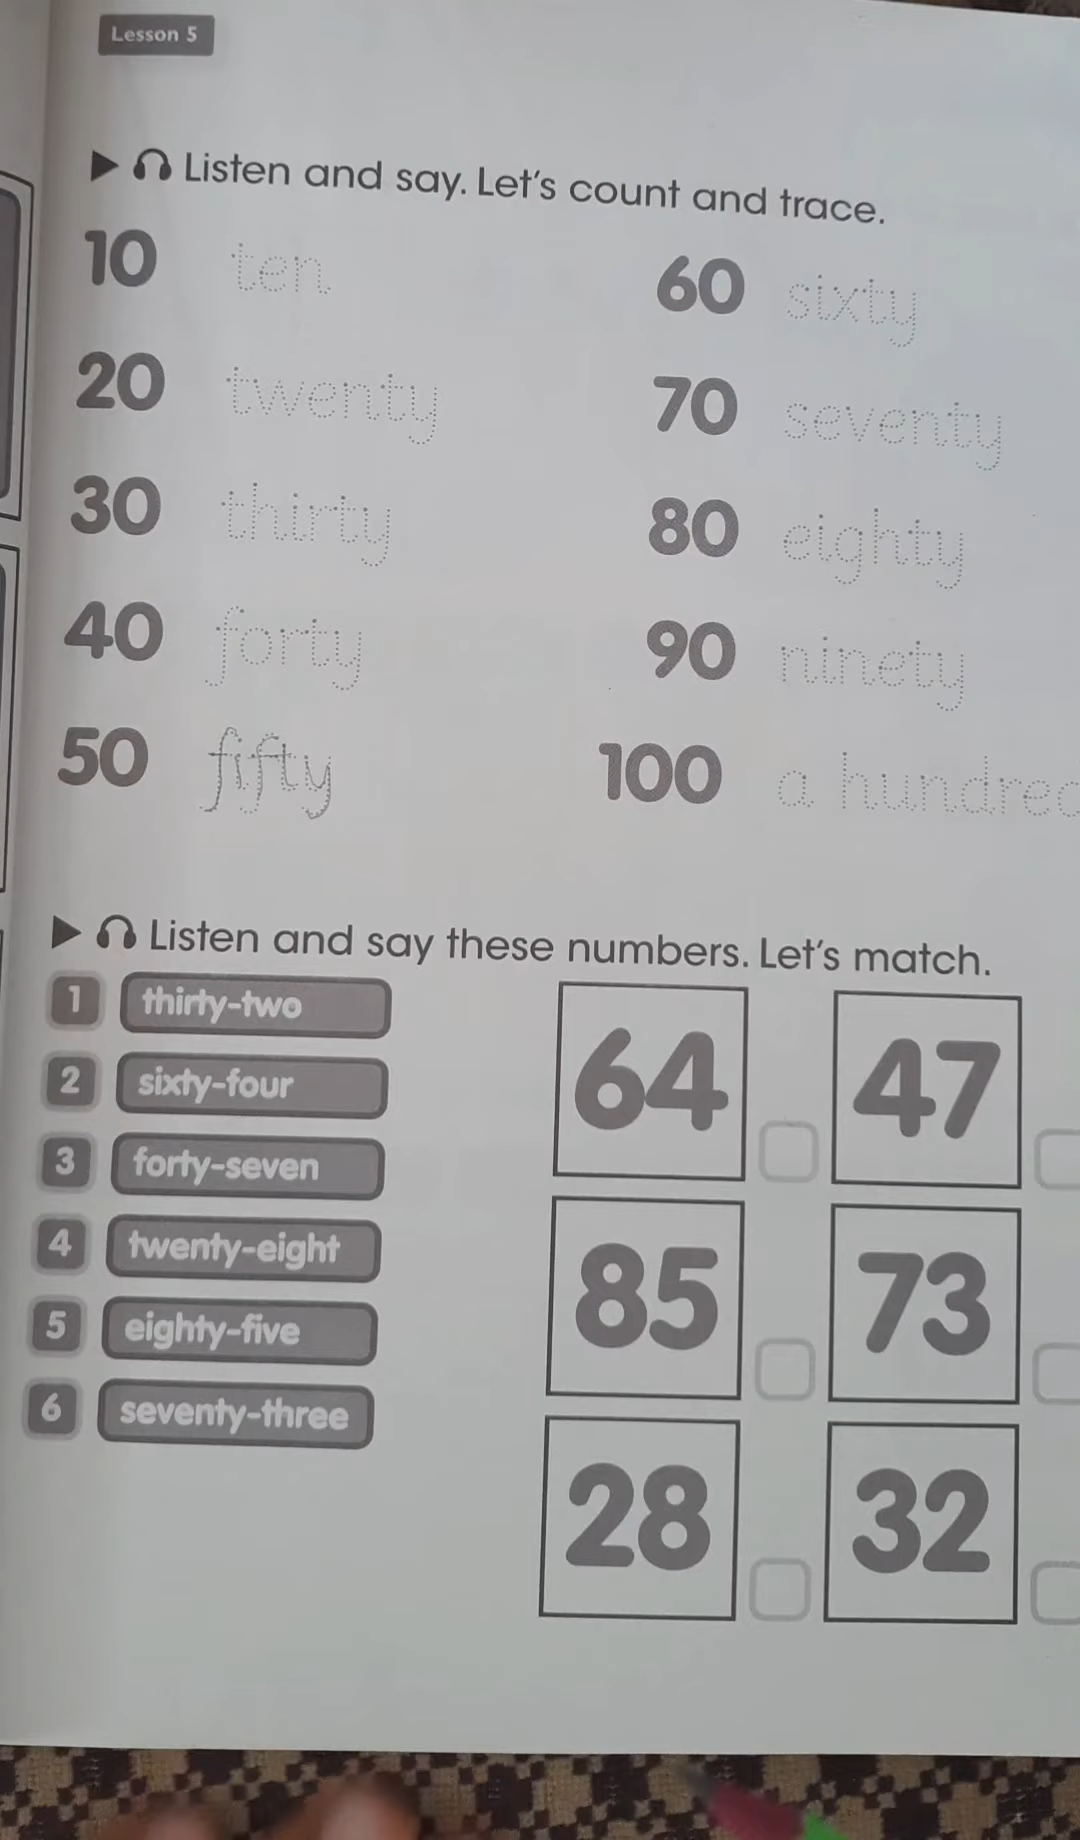 Lesson 5
Listen and say. Let's count and trace.
10 ten
60 sixty
20 twenty
70 seventy
30 thirty
80 eighty
40 forty
90 ninety
50 fifty
100 a hundred
Listen and say these numbers. Let's match.
1 thirty-two
2 sixty-four
3 forty-seven
4 twenty-eight
5 eighty-five
6 seventy-three
64 47
85 73
28 32